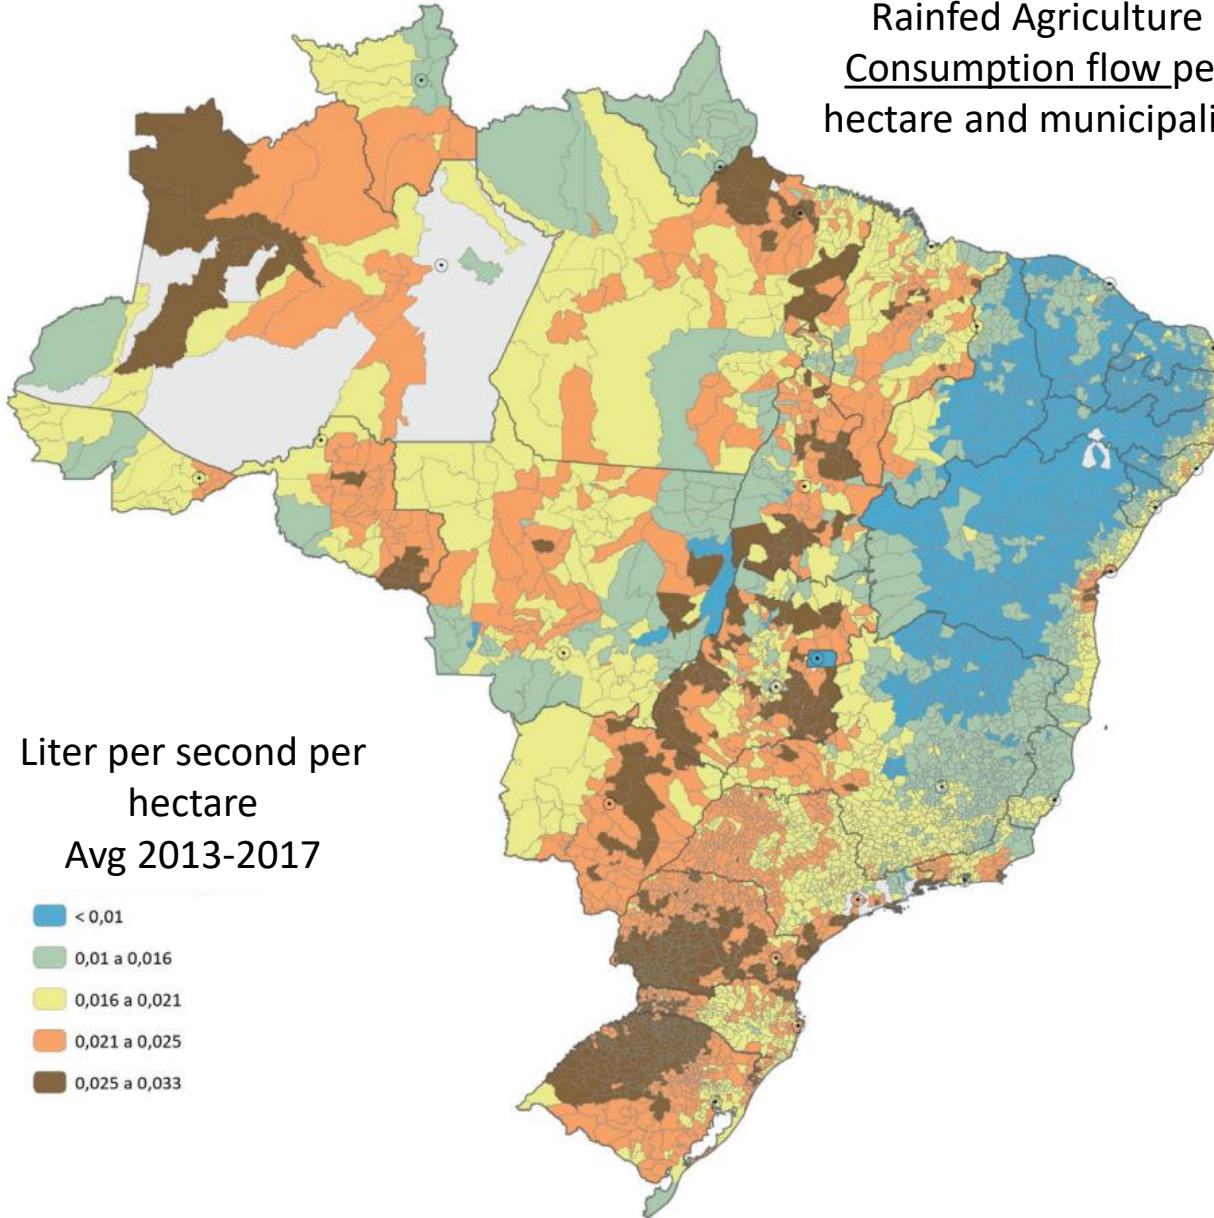 Rainfed Agriculture
Consumption flow pe
hectare and municipali
Liter per second per
hectare
Avg 2013-2017
< 0,01
0,01 a 0,016
0,016 a 0,021
0,021 a 0,025
0,025 a 0,033